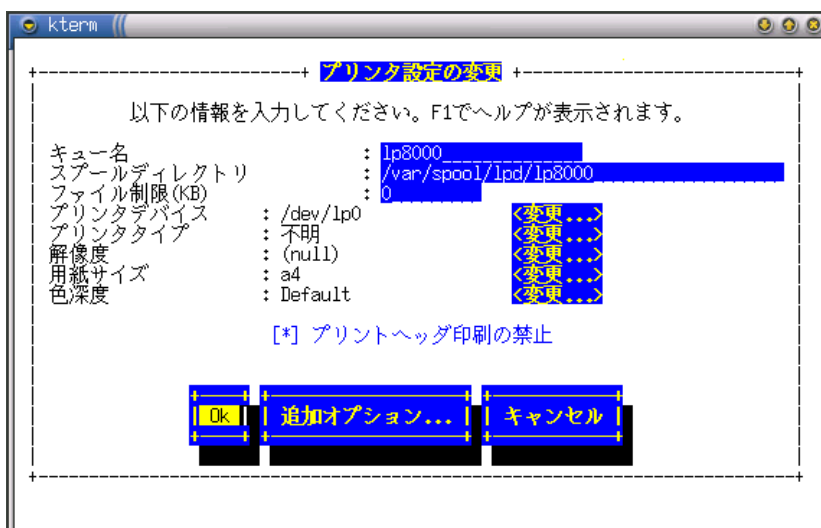 kterm
プリンタ設定の変更
以下の情報を入力してください。F1でヘルプが表示されます。
キュー名 : lp8000______________
スプールディレクトリ : /var/spool/lpd/lp8000___________________
ファイル制限(KB) : 0_________
プリンタデバイス : /dev/lp0 <変更...>
プリンタタイプ : 不明 <変更...>
解像度 : (null) <変更...>
用紙サイズ : a4 <変更...>
色深度 : Default <変更...>
[*] プリントヘッダ印刷の禁止
Ok 追加オプション... キャンセル